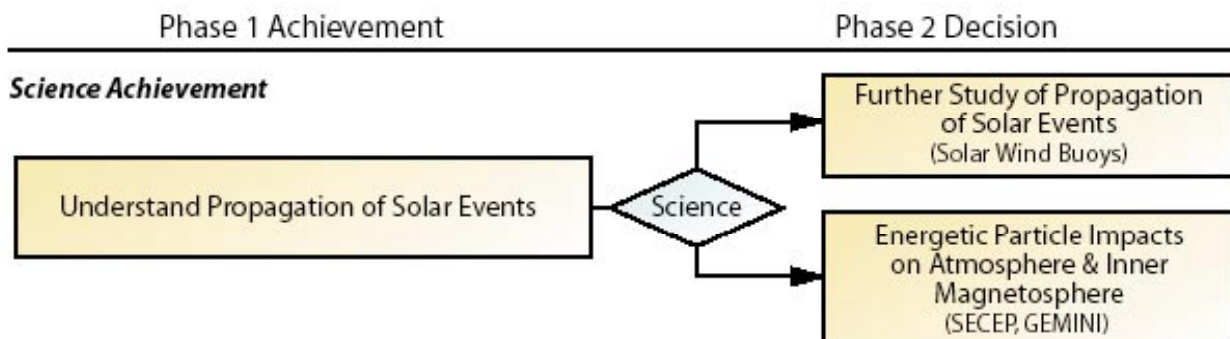 Phase 1 Achievement
Phase 2 Decision
Science Achievement
Understand Propagation of Solar Events
Science
Further Study of Propagation
of Solar Events
(Solar Wind Buoys)
Energetic Particle Impacts
on Atmosphere & Inner
Magnetosphere
(SECEP, GEMINI)